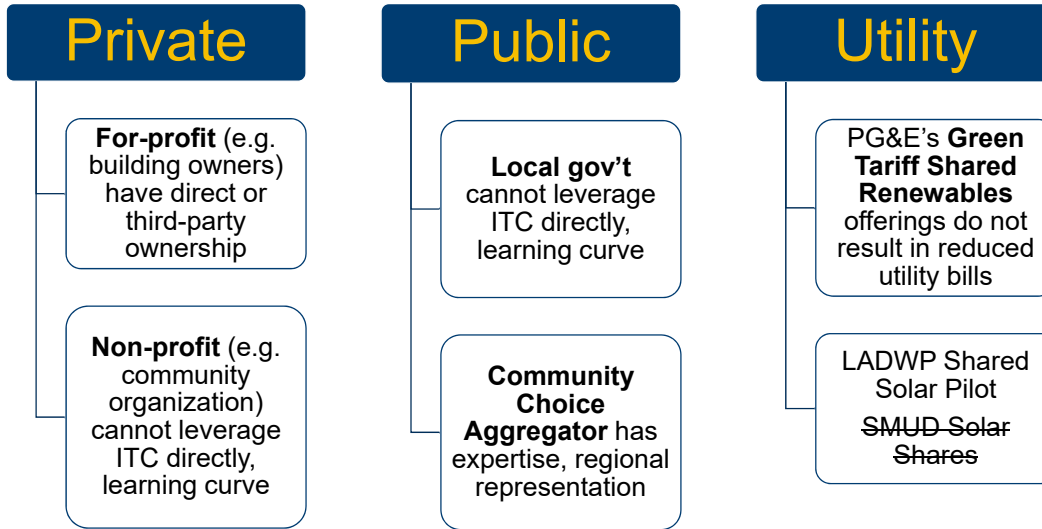 Private
For-profit (e.g.
building owners)
have direct or
third-party
ownership
Non-profit (e.g.
community
organization)
cannot leverage
ITC directly,
learning curve
Public
Local gov’t
cannot leverage
ITC directly,
learning curve
Community
Choice
Aggregator has
expertise, regional
representation
Utility
PG&E’s Green
Tariff Shared
Renewables
offerings do not
result in reduced
utility bills
LADWP Shared
Solar Pilot
SMUD Solar
Shares